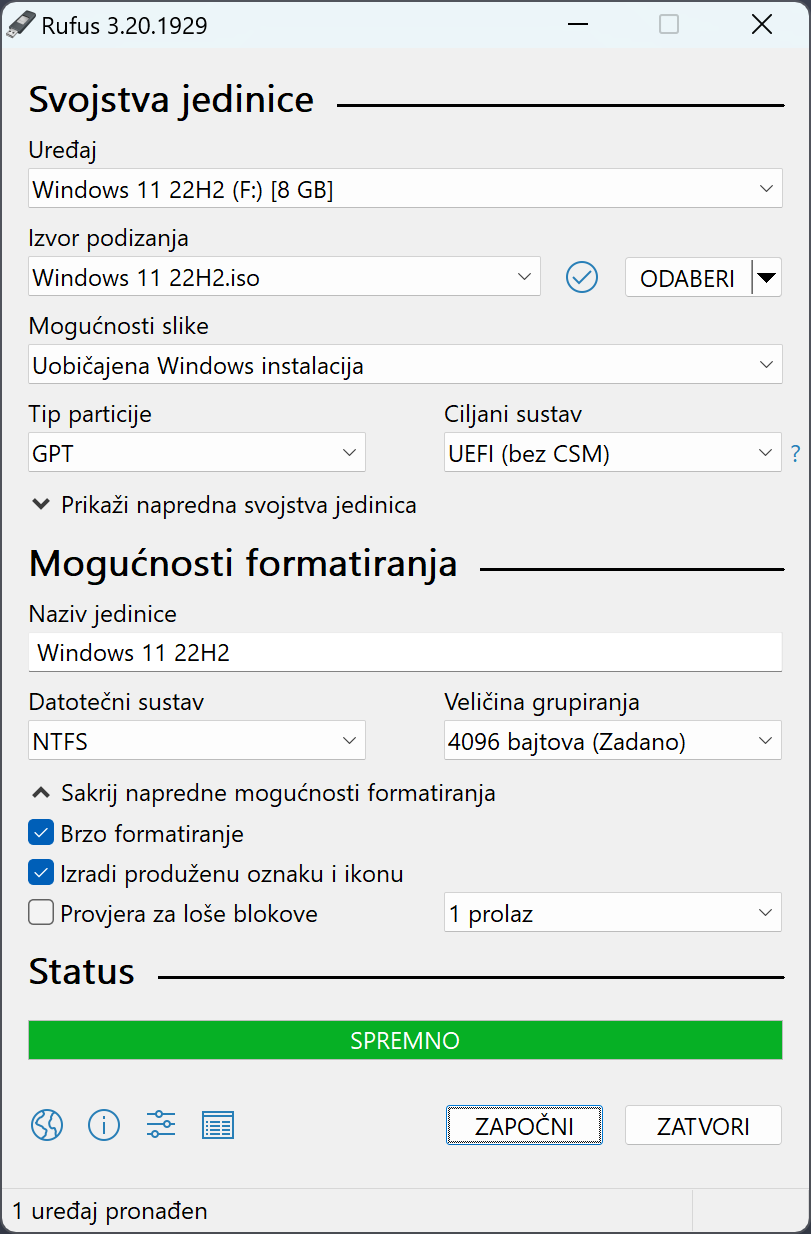 Rufus 3.20.1929
Svojstva jedinice
Uređaj
Windows 11 22H2 (F:) [8 GB]
Izvor podizanja
Windows 11 22H2.iso
ODABERI
Mogućnosti slike
Uobičajena Windows instalacija
Tip particije
Ciljani sustav
GPT
UEFI (bez CSM)
?
Prikaži napredna svojstva jedinica
Mogućnosti formatiranja
Naziv jedinice
Windows 11 22H2
Datotečni sustav
Veličina grupiranja
NTFS
4096 bajtova (Zadano)
Sakrij napredne mogućnosti formatiranja
Brzo formatiranje
Izradi produženu oznaku i ikonu
Provjera za loše blokove
1 prolaz
Status
SPREMNO
ZAPOČNI
ZATVORI
1 uređaj pronađen